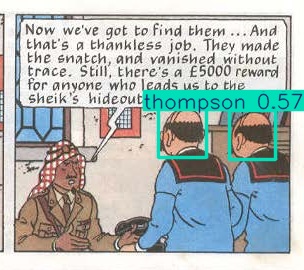 Now we've got to find them ... And
that's a thankless job. They made
the snatch, and vanished without
trace. Still, there's a £5000 reward
for anyone who leads us to the
sheik's hideout
thompson 0.57